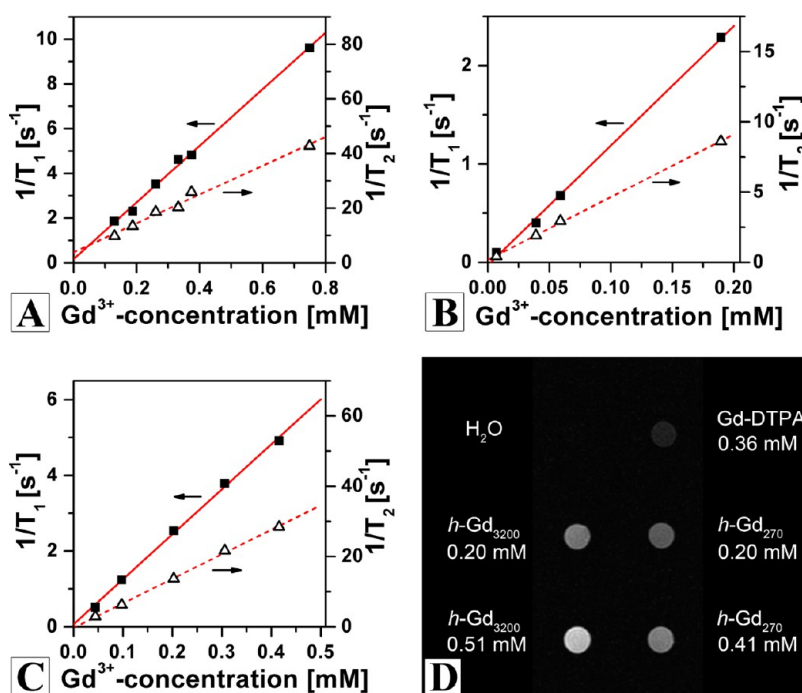 10
8
6
4
2
0
1/T₁ [s⁻¹]
80
60
40
20
0
1/T₂ [s⁻¹]
0.0 0.2 0.4 0.6 0.8
Gd³⁺-concentration [mM]
A
2
1
0
1/T₁ [s⁻¹]
15
10
5
0
1/T₂ [s⁻¹]
0.00 0.05 0.10 0.15 0.20
Gd³⁺-concentration [mM]
B
6
4
2
0
1/T₁ [s⁻¹]
60
40
20
0
1/T₂ [s⁻¹]
0.0 0.1 0.2 0.3 0.4 0.5
Gd³⁺-concentration [mM]
C
H₂O
Gd-DTPA
0.36 mM
h-Gd₃₂₀₀
0.20 mM
h-Gd₂₇₀
0.20 mM
h-Gd₃₂₀₀
0.51 mM
h-Gd₂₇₀
0.41 mM
D